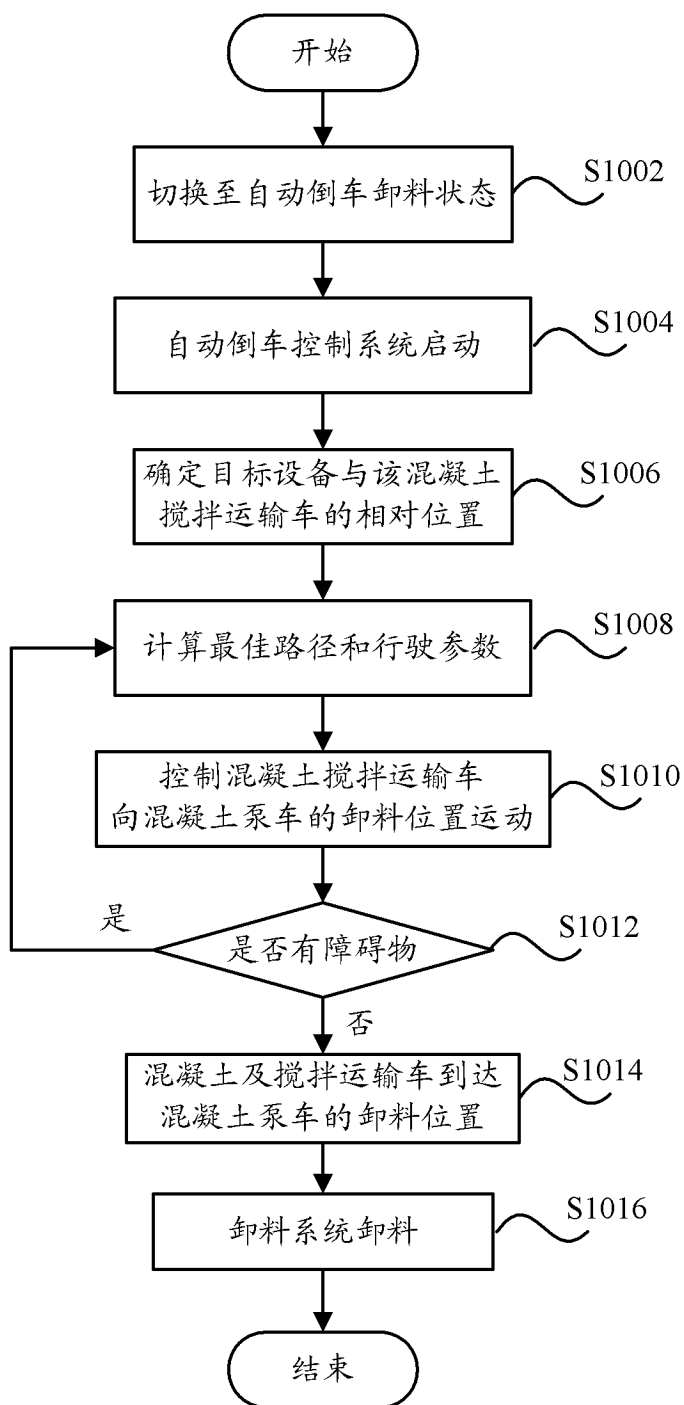 开始
切换至自动倒车卸料状态
S1002
自动倒车控制系统启动
S1004
确定目标设备与该混凝土
搅拌运输车的相对位置
S1006
计算最佳路径和行驶参数
S1008
控制混凝土搅拌运输车
向混凝土泵车的卸料位置运动
S1010
是
是否有障碍物
S1012
否
混凝土及搅拌运输车到达
混凝土泵车的卸料位置
S1014
卸料系统卸料
S1016
结束